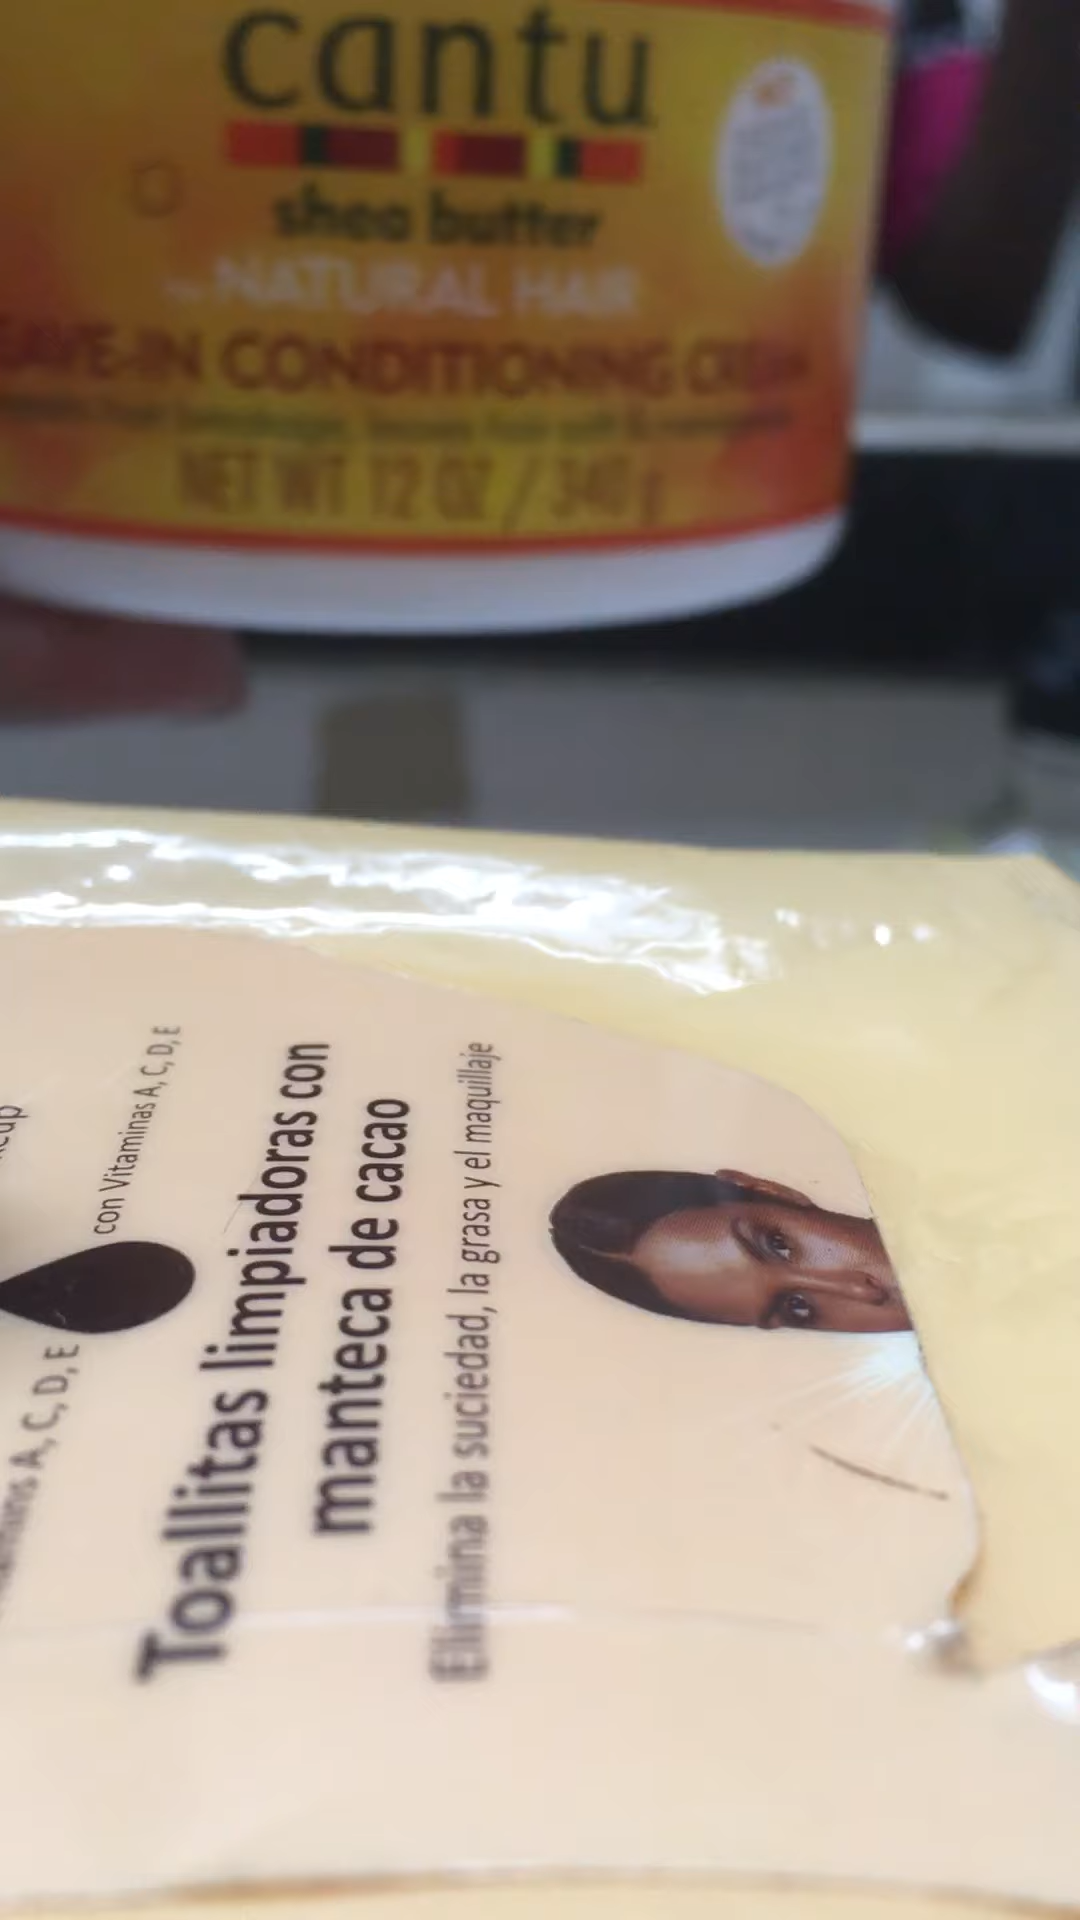 cantu
shea butter
NATURAL HAIR
CONDITIONING
NET WT 12 OZ / 340 g
A, C, D, E
con Vitaminas A, C, D, E
Toallitas limpiadoras con
manteca de cacao
Elimina la suciedad, la grasa y el maquillaje